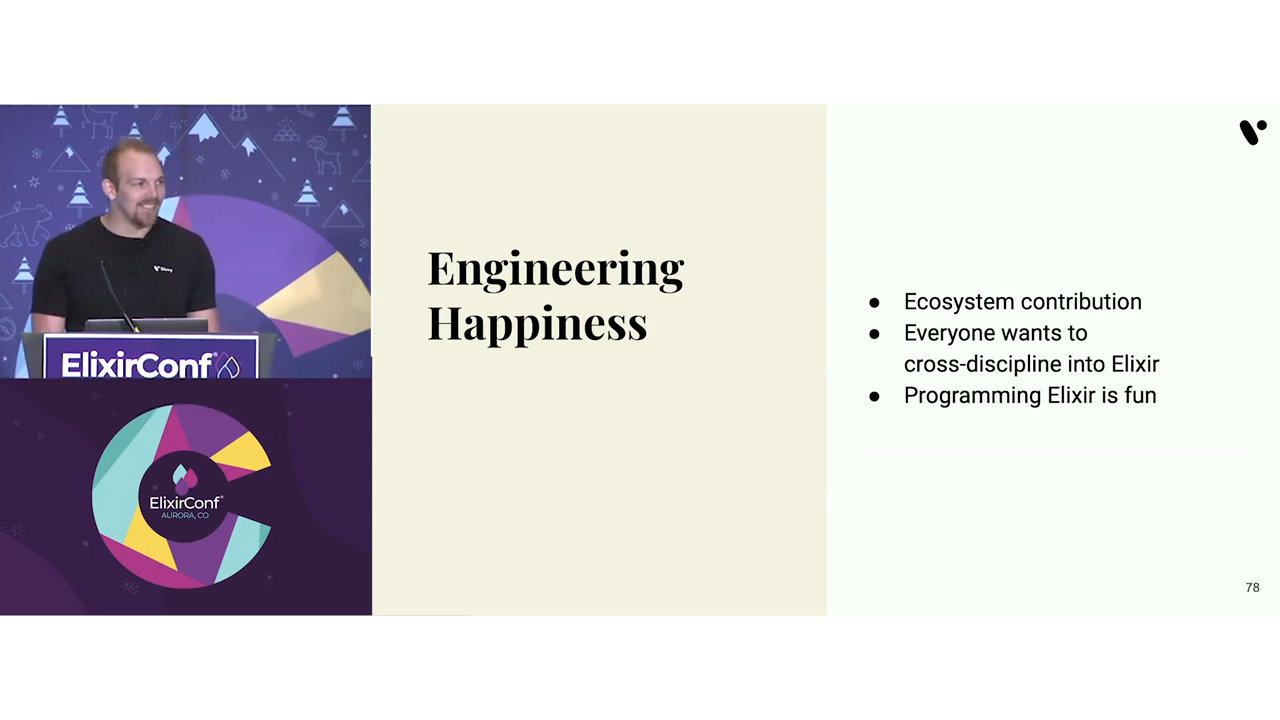 Divvy
ElixirConf
ElixirConf
AURORA, CO
Engineering
Happiness
● Ecosystem contribution
● Everyone wants to
cross-discipline into Elixir
● Programming Elixir is fun
78